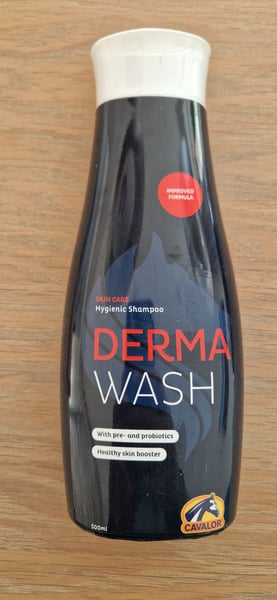 IMPROVED
FORMULA
SKIN CARE
Hygienic Shampoo
DERMA
WASH
With pre- and probiotics
Healthy skin booster
500ml
CAVALOR